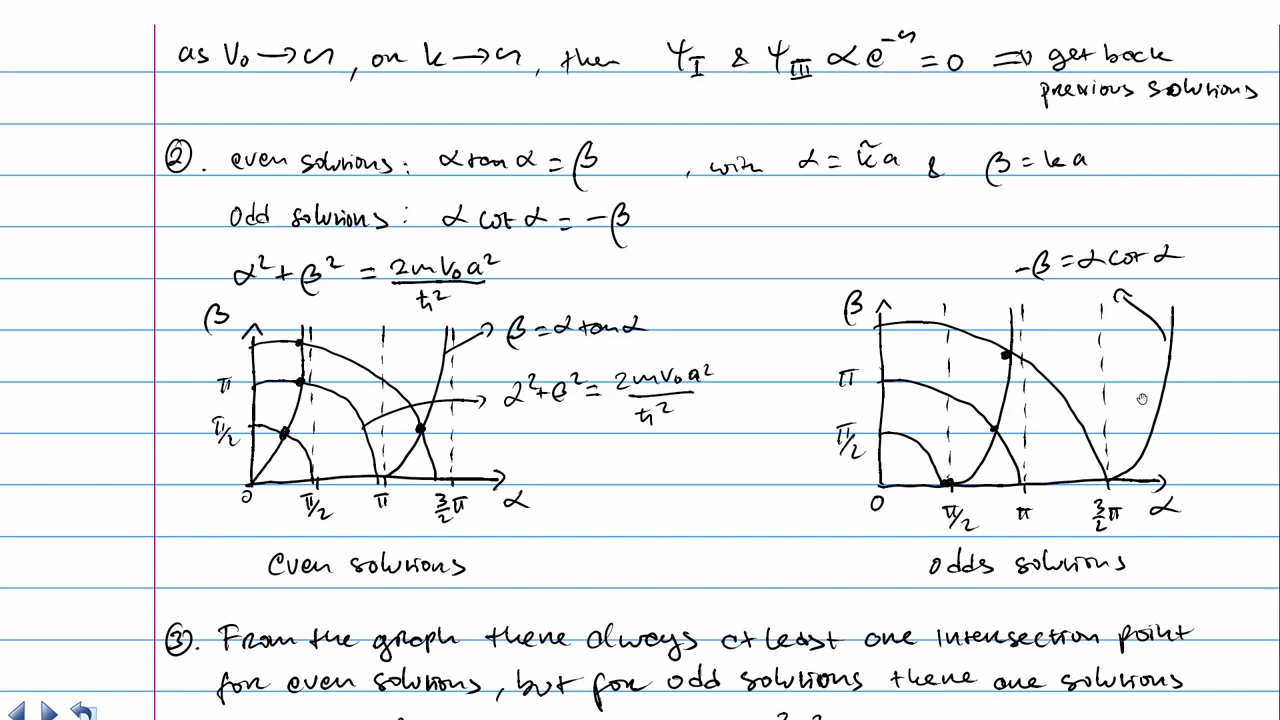 as V₀ → ∞, or k → ∞, then Ψ_I & Ψ_III ∝ e^{-∞} = 0 ⇒ get back
previous solutions
②. even solutions: α tan α = β , with α = k̃a & β = ka
Odd solutions: α cot α = -β
α² + β² = 2mV₀a²/ħ²
-β = α cot α
β
β = α tan α
α² + β² = 2mV₀a²/ħ²
π
π/2
0
π/2
π
3/2 π
α
Even solutions
β
π
π/2
0
π/2
π
3/2 π
α
Odds solutions
③. From the graph there always at least one intersection point
for even solutions, but for odd solutions there one solutions